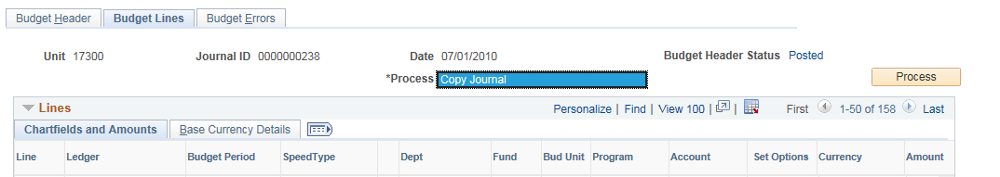 Budget Header Budget Lines Budget Errors
Unit 17300 Journal ID 0000000238 Date 07/01/2010 Budget Header Status Posted
*Process Copy Journal Process
Lines Personalize | Find | View 100 | | First 1-50 of 158 Last
Chartfields and Amounts Base Currency Details
Line Ledger Budget Period SpeedType Dept Fund Bud Unit Program Account Set Options Currency Amount